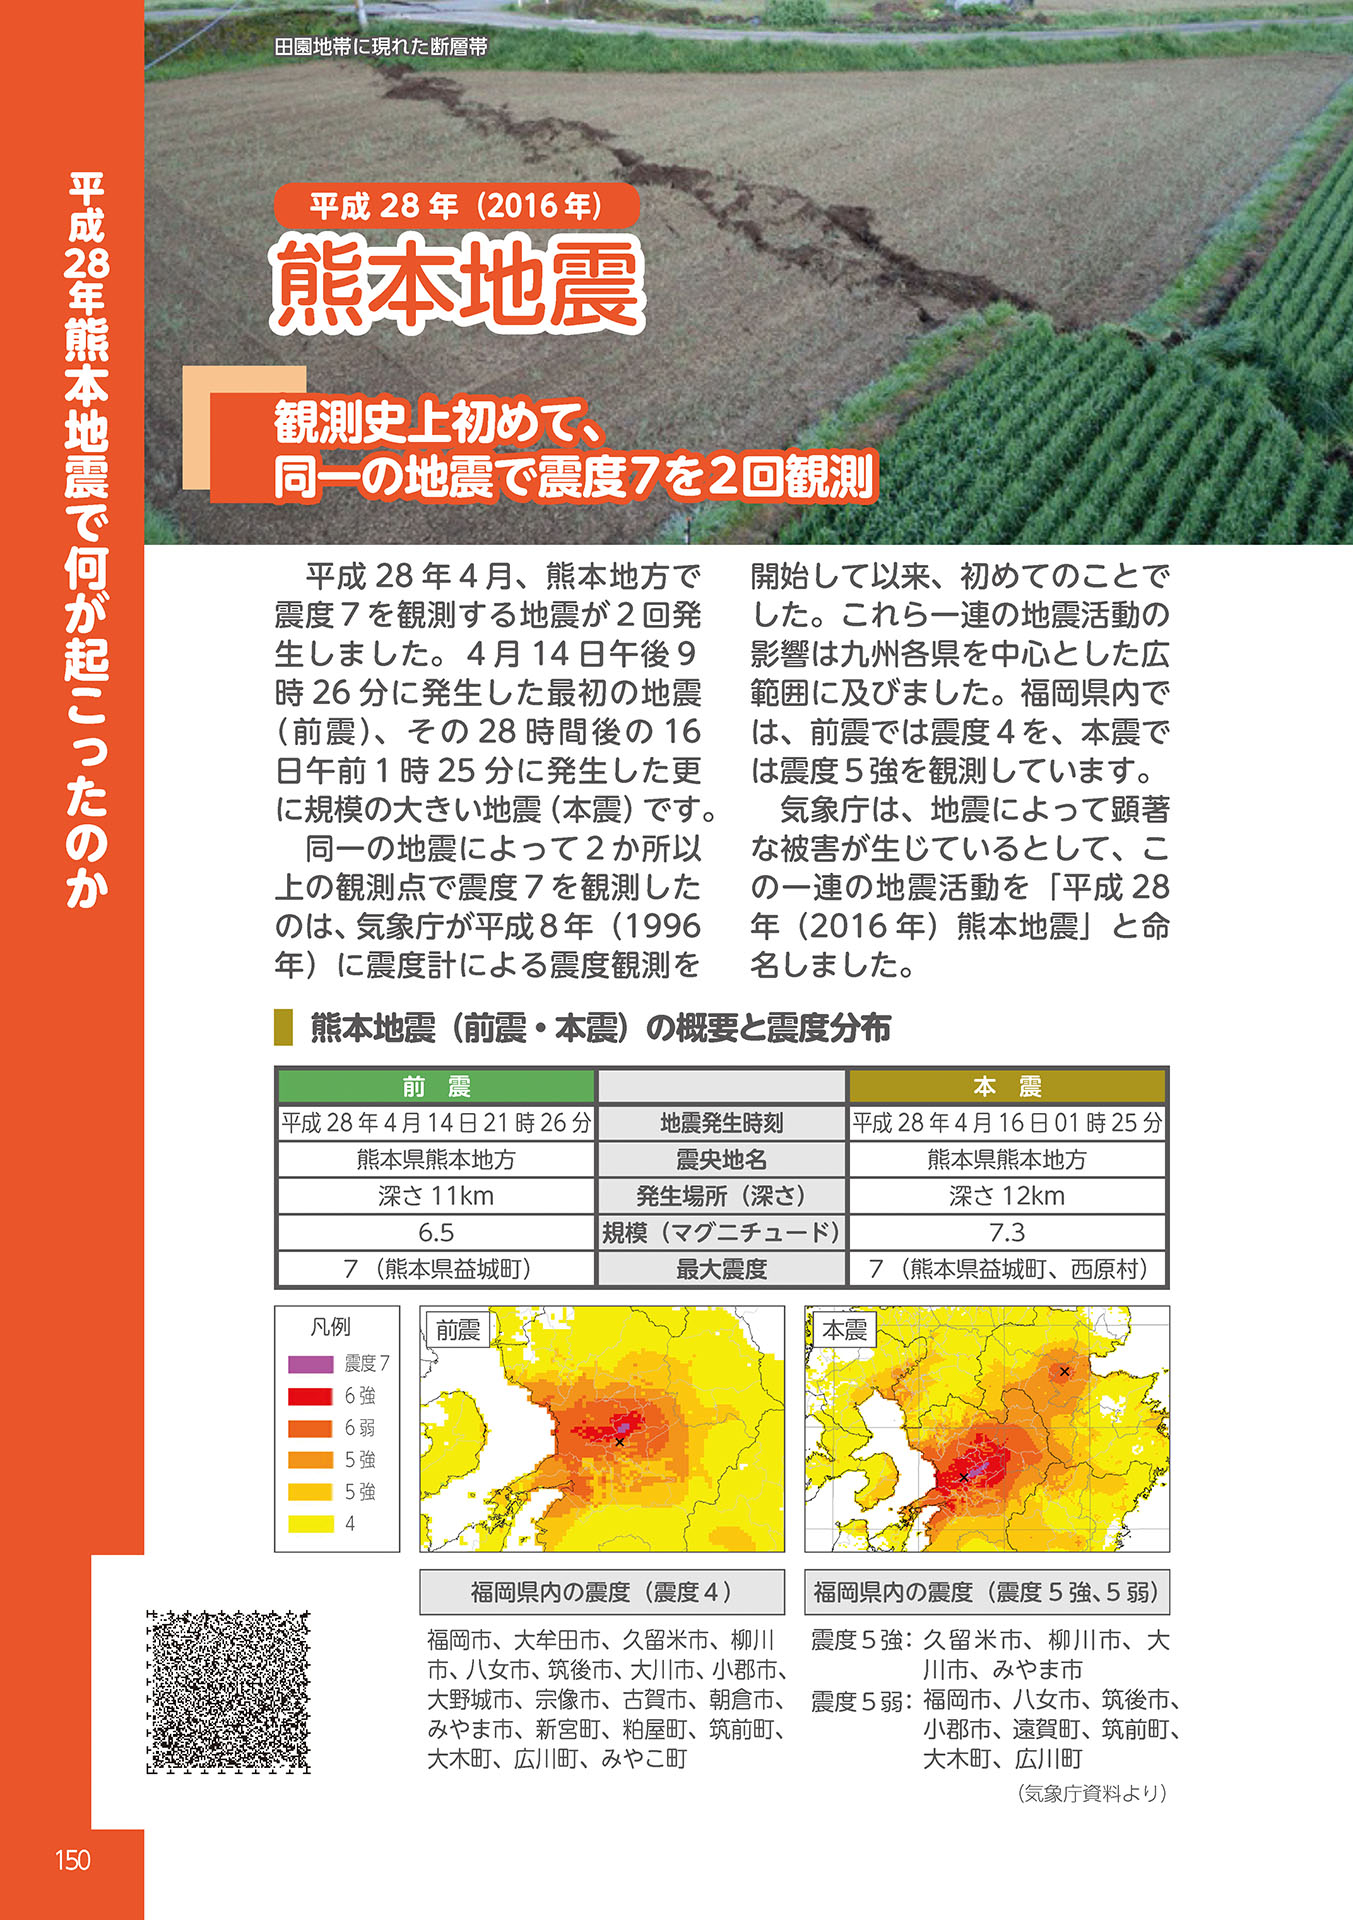 田園地帯に現れた断層帯
平成28年熊本地震で何が起こったのか
平成 28 年（2016 年）
熊本地震
観測史上初めて、
同一の地震で震度７を２回観測
平成 28 年４月、熊本地方で
震度７を観測する地震が２回発
生しました。４月 14 日午後９
時 26 分に発生した最初の地震
（前震）、その 28 時間後の 16
日午前１時 25 分に発生した更
に規模の大きい地震（本震）です。
同一の地震によって２か所以
上の観測点で震度７を観測した
のは、気象庁が平成８年（1996
年）に震度計による震度観測を
開始して以来、初めてのことで
した。これら一連の地震活動の
影響は九州各県を中心とした広
範囲に及びました。福岡県内で
は、前震では震度４を、本震で
は震度５強を観測しています。
気象庁は、地震によって顕著
な被害が生じているとして、こ
の一連の地震活動を「平成 28
年（2016 年）熊本地震」と命
名しました。
熊本地震（前震・本震）の概要と震度分布
前　震　本　震
平成 28 年４月 14 日 21 時 26 分　地震発生時刻　平成 28 年４月 16 日 01 時 25 分
熊本県熊本地方　震央地名　熊本県熊本地方
深さ 11km　発生場所（深さ）　深さ 12km
6.5　規模（マグニチュード）　7.3
７（熊本県益城町）　最大震度　７（熊本県益城町、西原村）
凡例
震度７
６強
６弱
５強
５強
４
前震
本震
福岡県内の震度（震度４）
福岡市、大牟田市、久留米市、柳川
市、八女市、筑後市、大川市、小郡市、
大野城市、宗像市、古賀市、朝倉市、
みやま市、新宮町、粕屋町、筑前町、
大木町、広川町、みやこ町
福岡県内の震度（震度５強、５弱）
震度５強：久留米市、柳川市、大
川市、みやま市
震度５弱：福岡市、八女市、筑後市、
小郡市、遠賀町、筑前町、
大木町、広川町
（気象庁資料より）
150